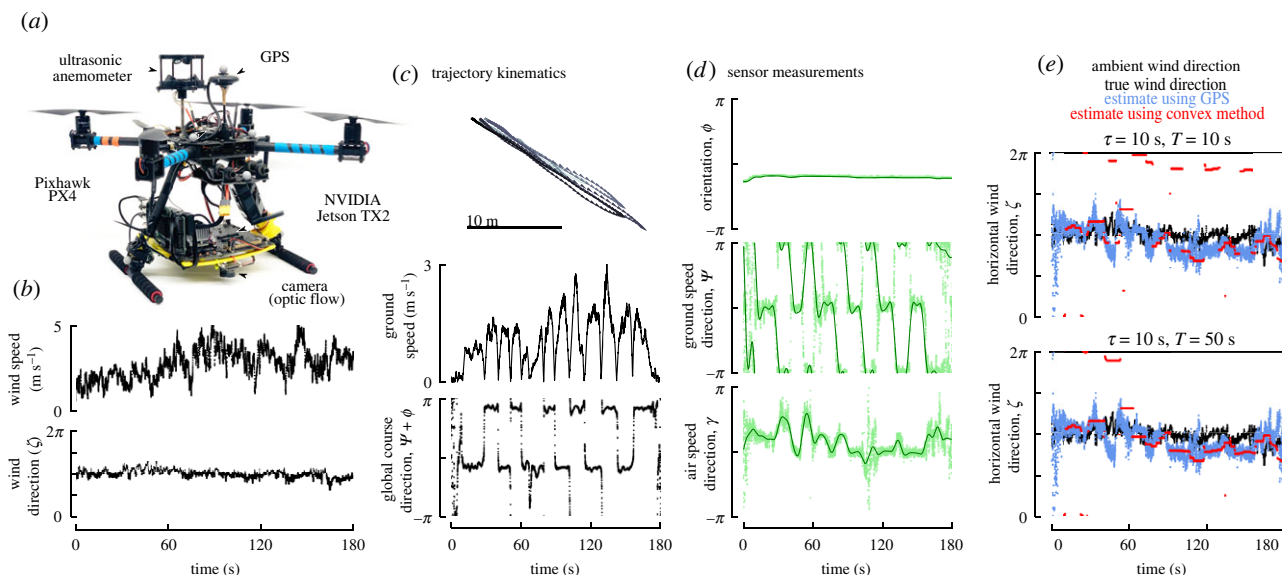 (a)
ultrasonic
anemometer
GPS
Pixhawk
PX4
NVIDIA
Jetson TX2
camera
(optic flow)
(b)
wind speed
(m s⁻¹)
5
0
wind
direction (ζ)
2π
0
0 60 120 180
time (s)
(c) trajectory kinematics
10 m
ground
speed (m s⁻¹)
3
0
global course
direction, Ψ + ϕ
π
−π
0 60 120 180
time (s)
(d) sensor measurements
orientation, ϕ
π
−π
ground speed
direction, Ψ
π
−π
air speed
direction, γ
π
−π
0 60 120 180
time (s)
(e)
ambient wind direction
true wind direction
estimate using GPS
estimate using convex method
τ = 10 s, T = 10 s
horizontal wind
direction, ζ
2π
0
τ = 10 s, T = 50 s
horizontal wind
direction, ζ
2π
0
60 120 180
time (s)